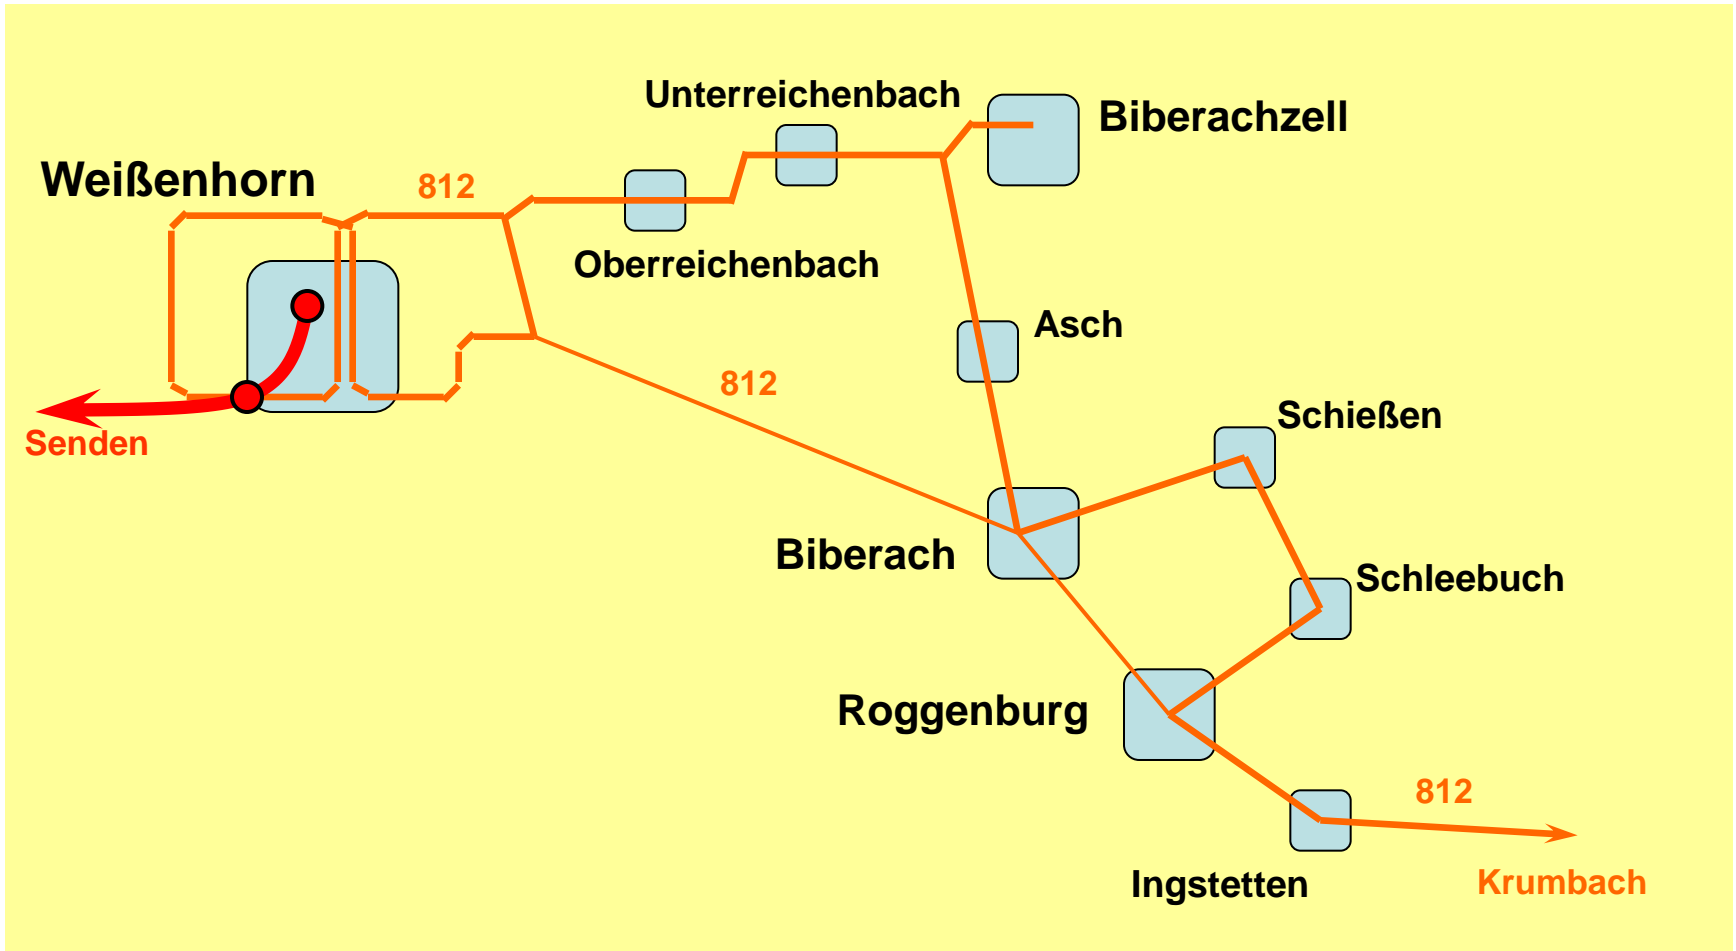 Unterreichenbach
Biberachzell
Weißenhorn
812
Oberreichenbach
Asch
812
Schießen
Senden
Biberach
Schleebuch
Roggenburg
812
Ingstetten
Krumbach